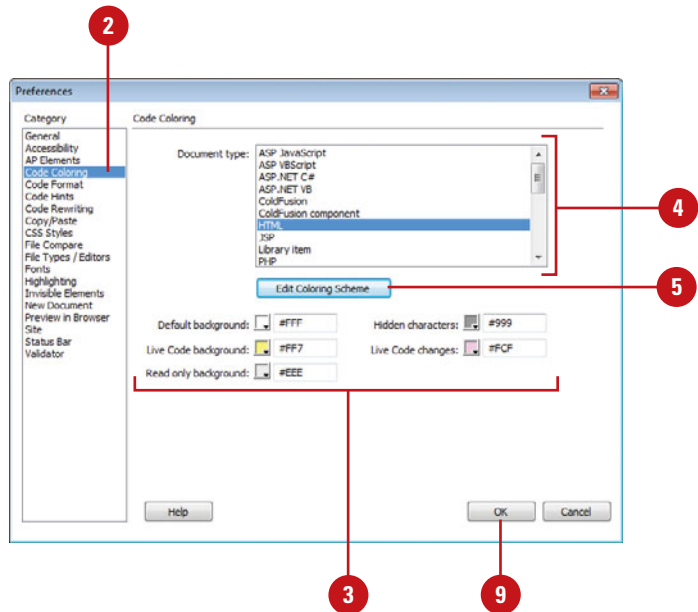 2
Preferences
Category
Code Coloring
General
Accessibility
AP Elements
Code Coloring
Code Format
Code Hints
Code Rewriting
Copy/Paste
CSS Styles
File Compare
File Types / Editors
Fonts
Highlighting
Invisible Elements
New Document
Preview in Browser
Site
Status Bar
Validator
Document type:
ASP JavaScript
ASP VBScript
ASP.NET C#
ASP.NET VB
ColdFusion
ColdFusion component
HTML
JSP
Library item
PHP
4
Edit Coloring Scheme
5
Default background: #FFF
Hidden characters: #999
Live Code background: #FF7
Live Code changes: #FCF
Read only background: #EEE
Help
OK
Cancel
3
9